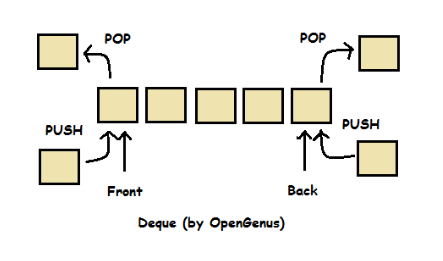 POP
POP
PUSH
PUSH
Front
Back
Deque (by OpenGenus)